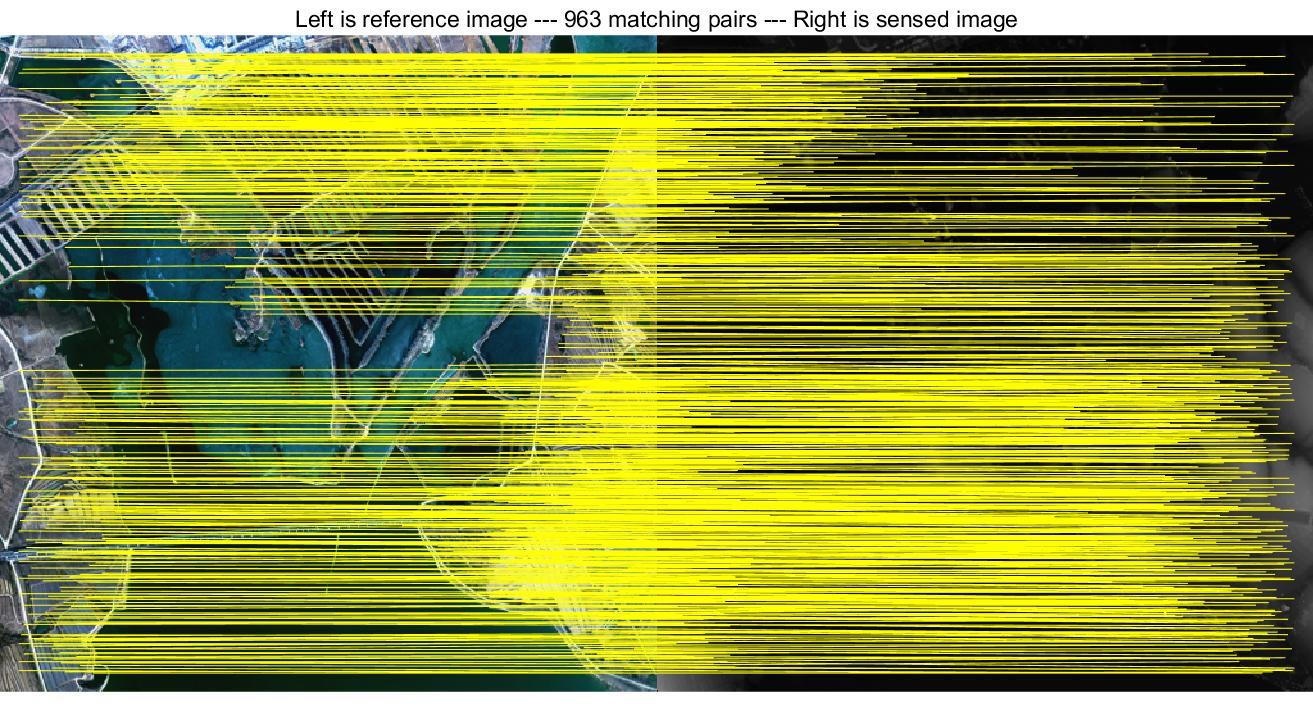 Left is reference image --- 963 matching pairs --- Right is sensed image